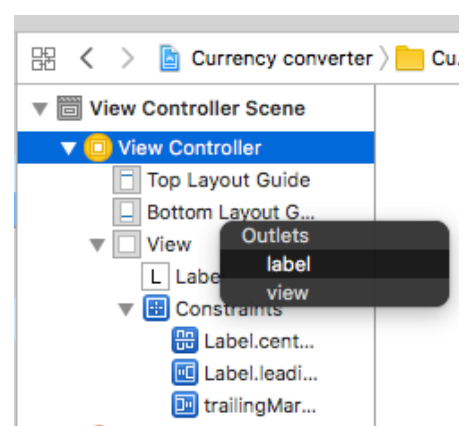 Currency converter
Cu.
View Controller Scene
View Controller
Top Layout Guide
Bottom Layout G...
View
Outlets
L Labe
label
view
Constraints
Label.cent...
Label.leadi...
trailingMar...